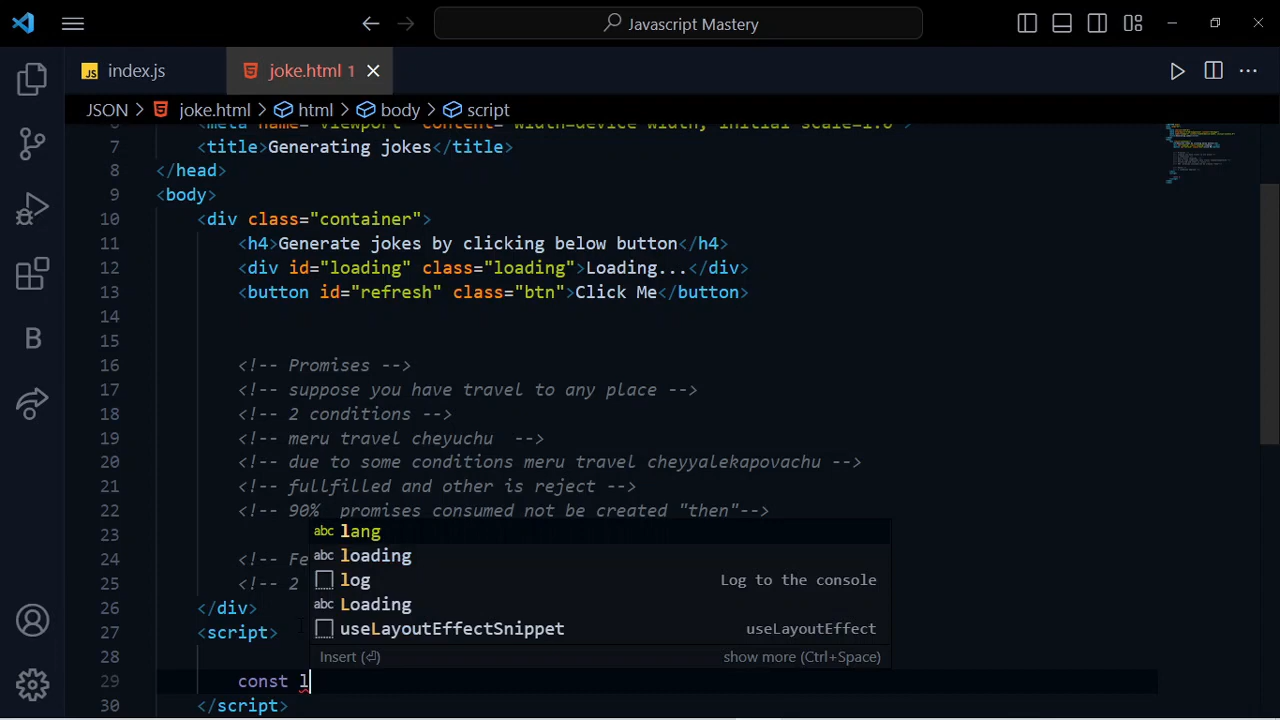 Javascript Mastery
index.js
joke.html 1
JSON > joke.html > html > body > script
7 <title>Generating jokes</title>
8 </head>
9 <body>
10 <div class="container">
11 <h4>Generate jokes by clicking below button</h4>
12 <div id="loading" class="loading">Loading...</div>
13 <button id="refresh" class="btn">Click Me</button>
14
15
16 <!-- Promises -->
17 <!-- suppose you have travel to any place -->
18 <!-- 2 conditions -->
19 <!-- meru travel cheyuchu  -->
20 <!-- due to some conditions meru travel cheyyalekapovachu -->
21 <!-- fullfilled and other is reject -->
22 <!-- 90%  promises consumed not be created "then"-->
23
24 <!-- Fe
25 <!-- 2
26 </div>
27 <script>
28
29 const l
30 </script>
abc lang
abc loading
log Log to the console
abc Loading
useLayoutEffectSnippet useLayoutEffect
Insert (⏎) show more (Ctrl+Space)